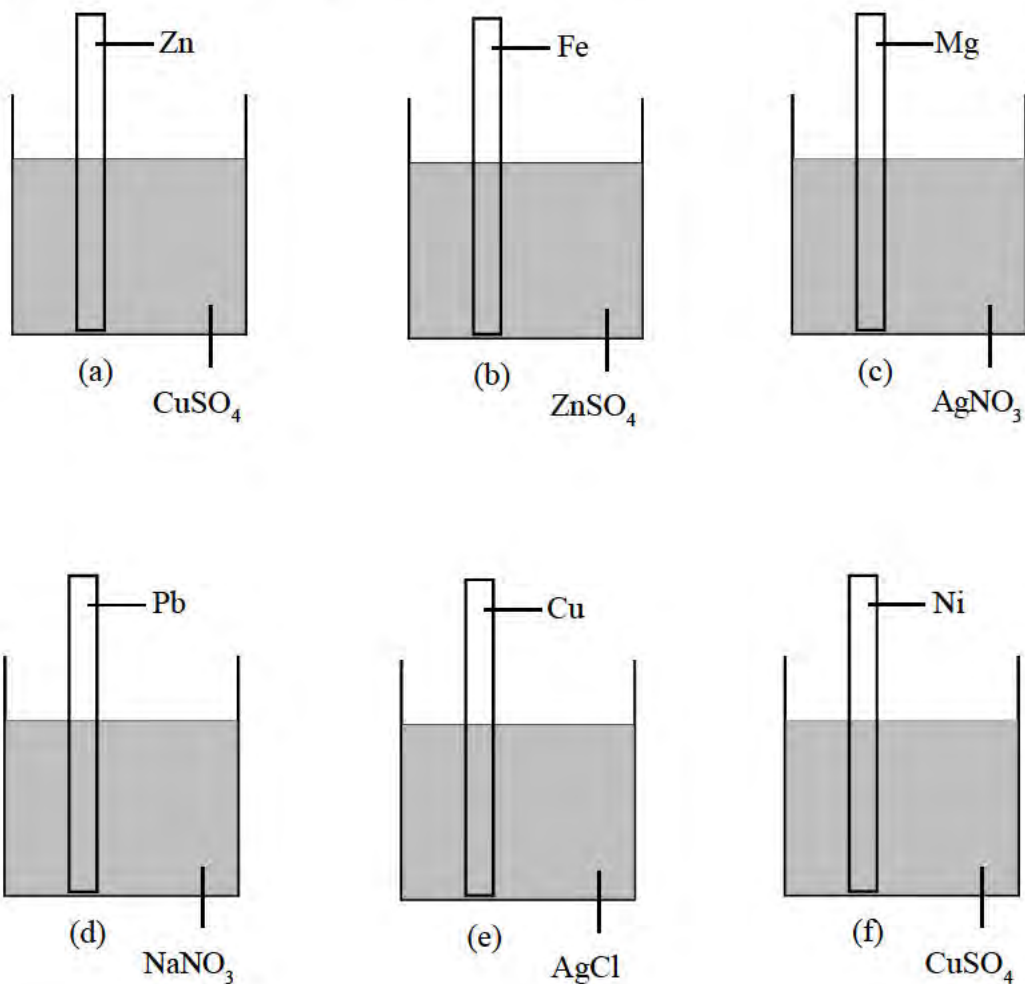 Zn
Fe
Mg
(a)
(b)
(c)
CuSO₄
ZnSO₄
AgNO₃
Pb
Cu
Ni
(d)
(e)
(f)
NaNO₃
AgCl
CuSO₄